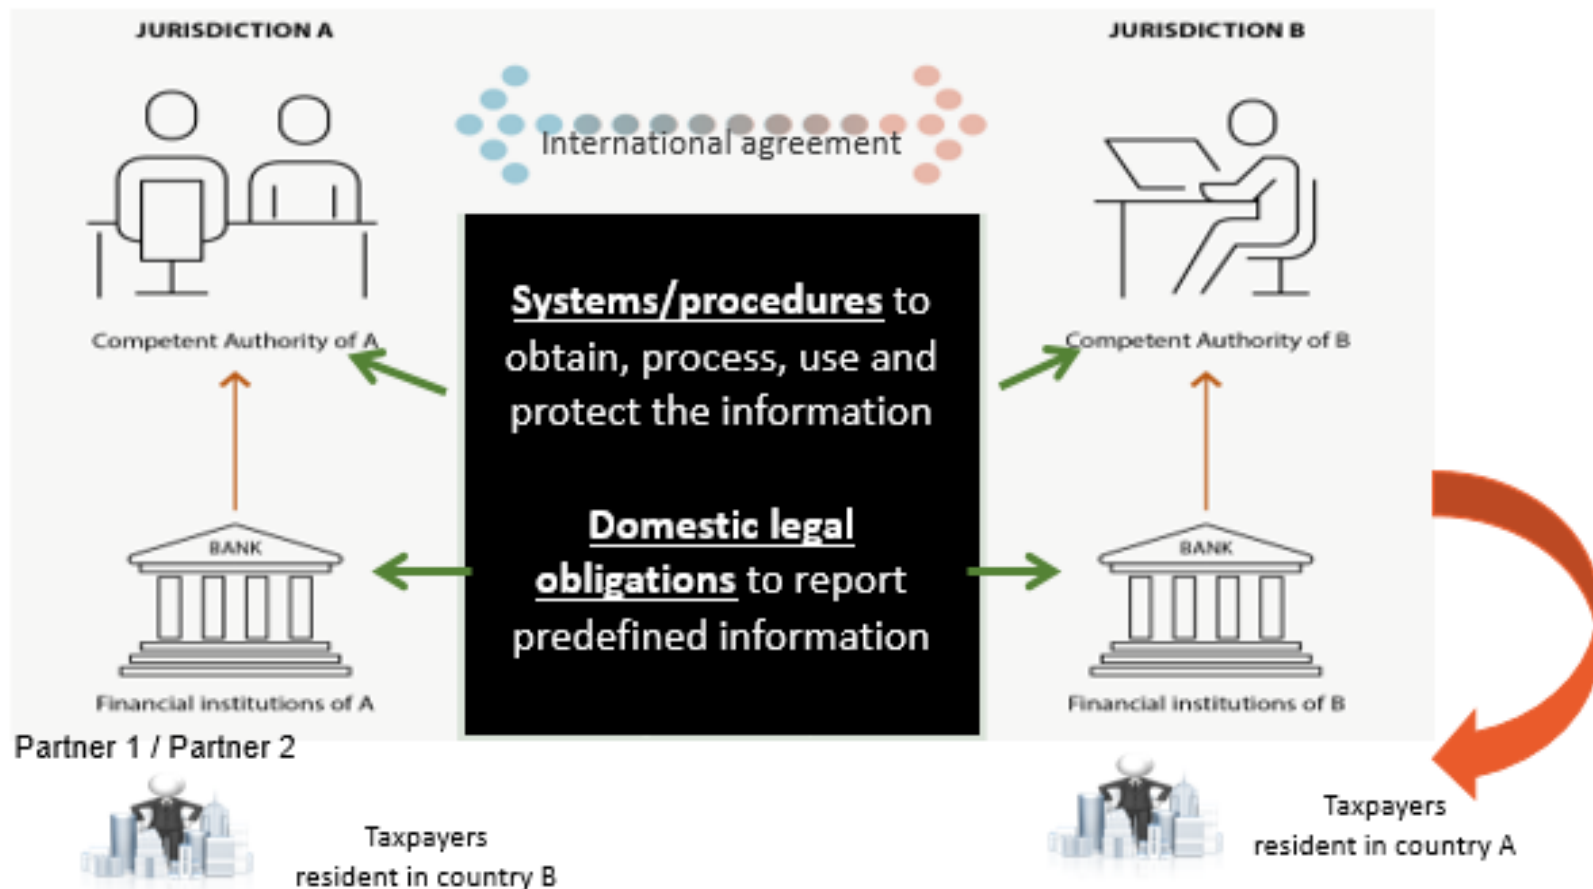 JURISDICTION A
JURISDICTION B
International agreement
Systems/procedures to
obtain, process, use and
protect the information
Competent Authority of A
Competent Authority of B
Domestic legal
obligations to report
predefined information
BANK
BANK
Financial institutions of A
Financial institutions of B
Partner 1 / Partner 2
Taxpayers
resident in country B
Taxpayers
resident in country A